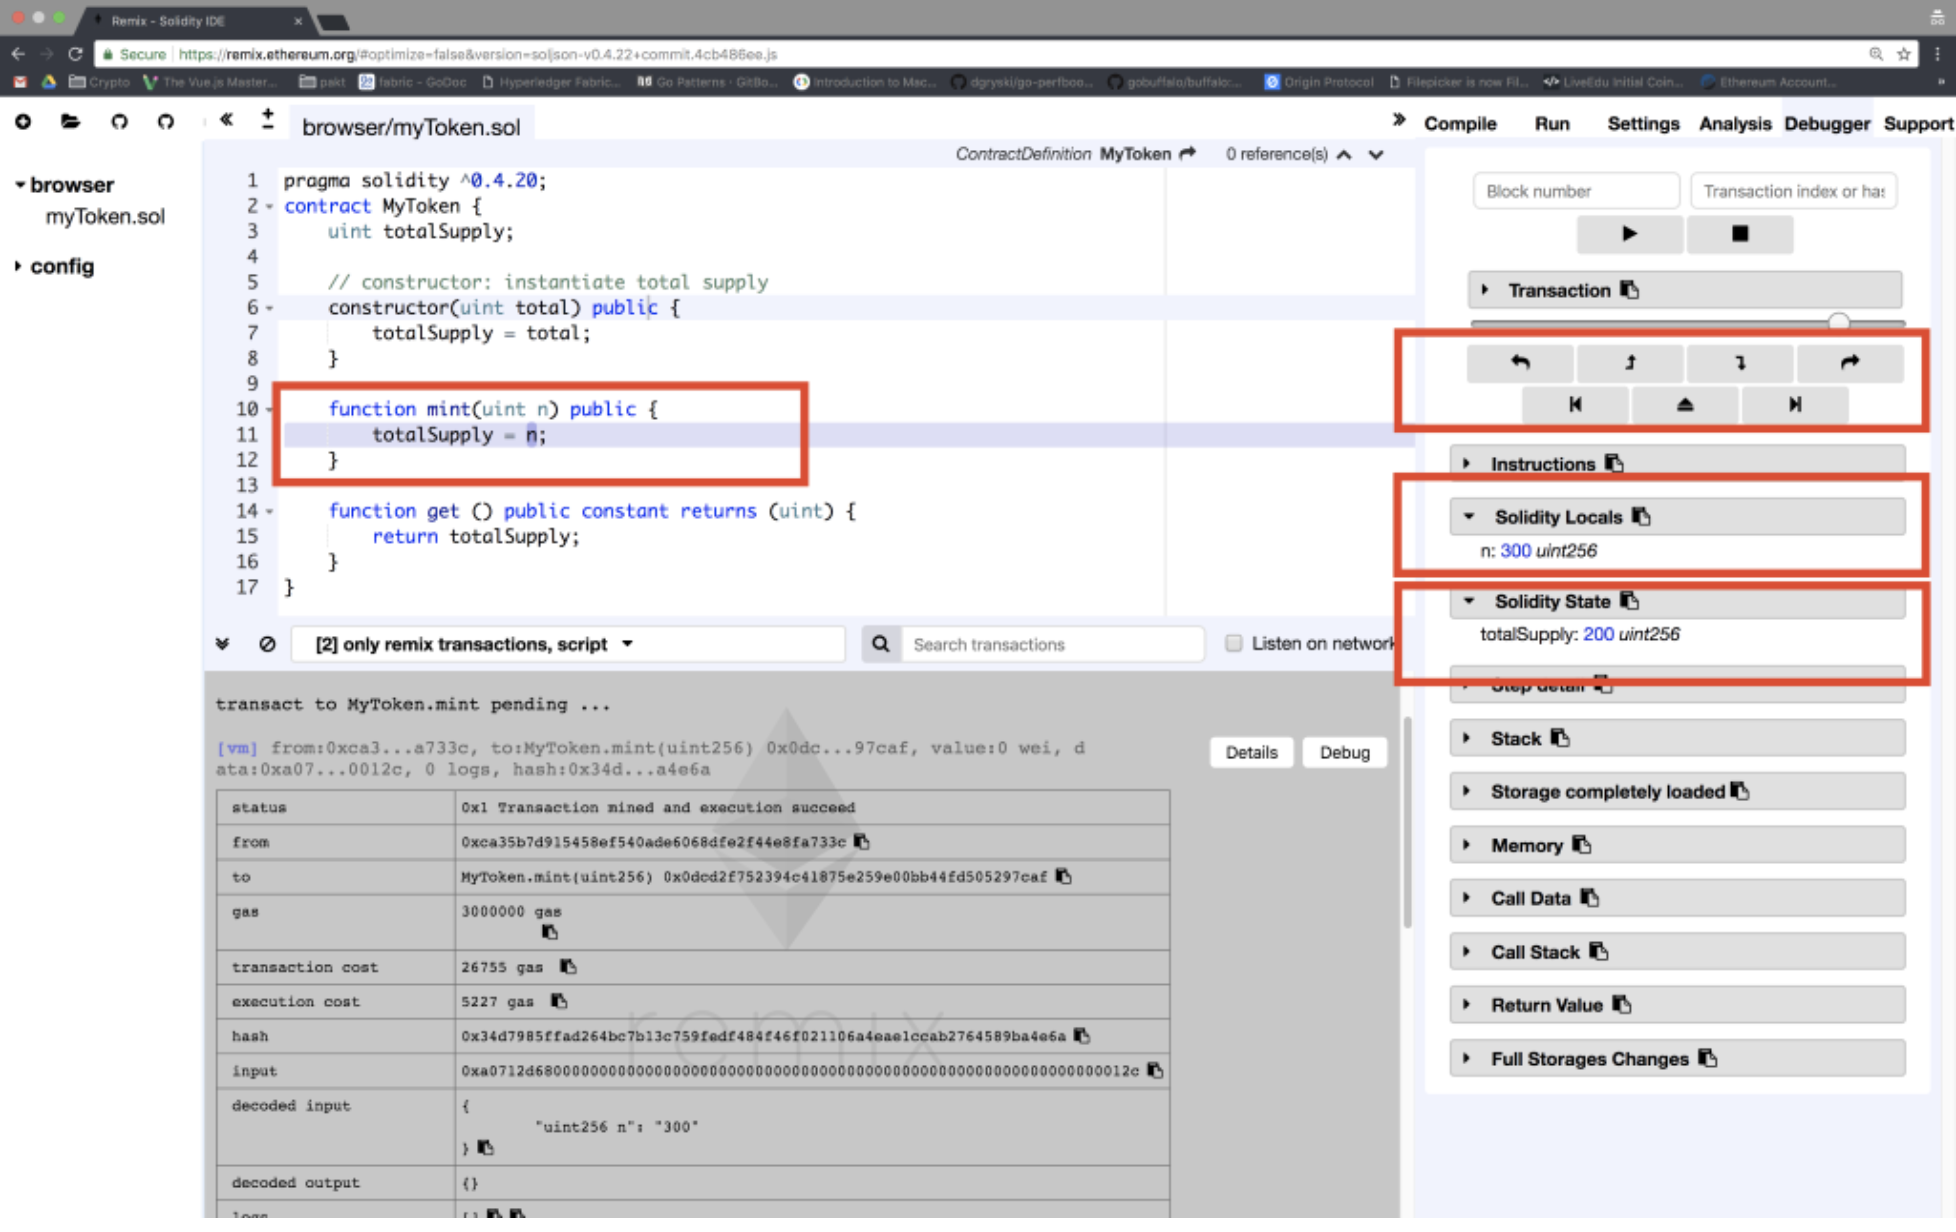 Remix - Solidity IDE
Secure | https://remix.ethereum.org/#optimize=false&version=soljson-v0.4.22+commit.4cb486ee.js
Crypto The Vue.js Master... pakt fabric - GoDoc Hyperledger Fabric... Go Patterns · GitBo... Introduction to Mac... dgryski/go-perfboo... gobuffalo/buffalo:... Origin Protocol Filepicker is now Fil... LiveEdu Initial Coin... Ethereum Account...
browser/myToken.sol
Compile Run Settings Analysis Debugger Support
ContractDefinition MyToken 0 reference(s)
browser
myToken.sol
config
1 pragma solidity ^0.4.20;
2 contract MyToken {
3 uint totalSupply;
4
5 // constructor: instantiate total supply
6 constructor(uint total) public {
7 totalSupply = total;
8 }
9
10 function mint(uint n) public {
11 totalSupply = n;
12 }
13
14 function get () public constant returns (uint) {
15 return totalSupply;
16 }
17 }
[2] only remix transactions, script
Search transactions
Listen on network
transact to MyToken.mint pending ...
[vm] from:0xca3...a733c, to:MyToken.mint(uint256) 0x0dc...97caf, value:0 wei, d
ata:0xa07...0012c, 0 logs, hash:0x34d...a4e6a
Details Debug
status 0x1 Transaction mined and execution succeed
from 0xca35b7d915458ef540ade6068dfe2f44e8fa733c
to MyToken.mint(uint256) 0x0dcd2f752394c41875e259e00bb44fd505297caf
gas 3000000 gas
transaction cost 26755 gas
execution cost 5227 gas
hash 0x34d7985ffad264bc7b13c759fedf484f46f021106a4eae1ccab2764589ba4e6a
input 0xa0712d68000000000000000000000000000000000000000000000000000000000000012c
decoded input {
"uint256 n": "300"
}
decoded output {}
logs []
remix
Block number
Transaction index or has
Transaction
Instructions
Solidity Locals
n: 300 uint256
Solidity State
totalSupply: 200 uint256
Step detail
Stack
Storage completely loaded
Memory
Call Data
Call Stack
Return Value
Full Storages Changes